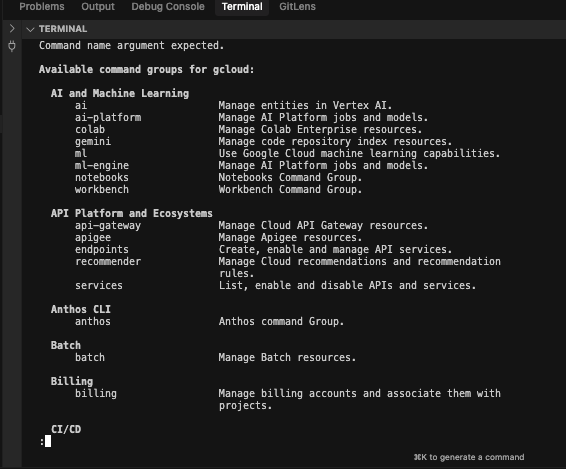 Problems Output Debug Console Terminal GitLens
TERMINAL
Command name argument expected.
Available command groups for gcloud:
AI and Machine Learning
ai Manage entities in Vertex AI.
ai-platform Manage AI Platform jobs and models.
colab Manage Colab Enterprise resources.
gemini Manage code repository index resources.
ml Use Google Cloud machine learning capabilities.
ml-engine Manage AI Platform jobs and models.
notebooks Notebooks Command Group.
workbench Workbench Command Group.
API Platform and Ecosystems
api-gateway Manage Cloud API Gateway resources.
apigee Manage Apigee resources.
endpoints Create, enable and manage API services.
recommender Manage Cloud recommendations and recommendation
rules.
services List, enable and disable APIs and services.
Anthos CLI
anthos Anthos command Group.
Batch
batch Manage Batch resources.
Billing
billing Manage billing accounts and associate them with
projects.
CI/CD
:
⌘K to generate a command